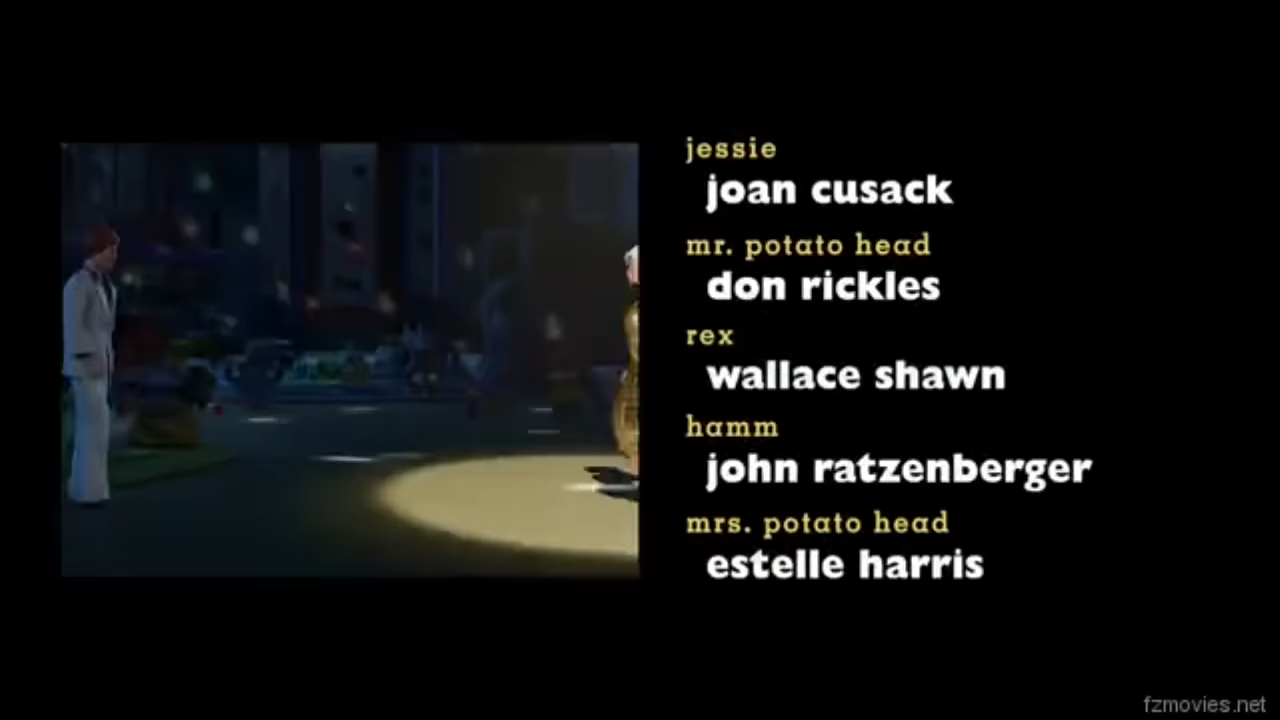 jessie
joan cusack
mr. potato head
don rickles
rex
wallace shawn
hamm
john ratzenberger
mrs. potato head
estelle harris
fzmovies.net